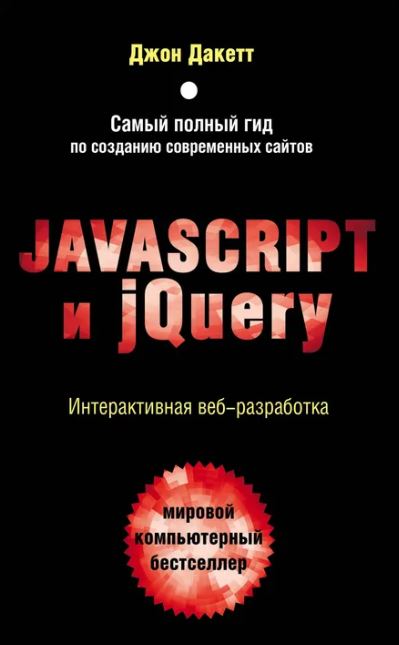 Джон Дакетт
Самый полный гид
по созданию современных сайтов
JAVASCRIPT
и jQuery
Интерактивная веб-разработка
мировой
компьютерный
бестселлер